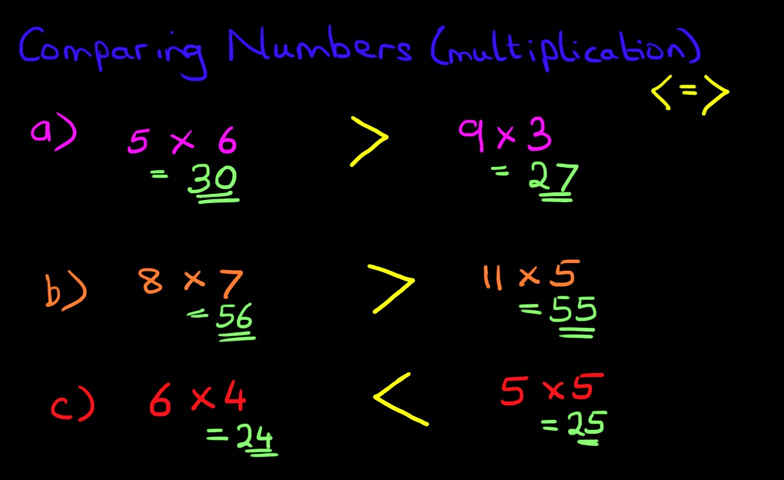 Comparing Numbers (multiplication)
< = >
a) 5 × 6 > 9 × 3
= 30 = 27
b) 8 × 7 > 11 × 5
= 56 = 55
c) 6 × 4 < 5 × 5
= 24 = 25